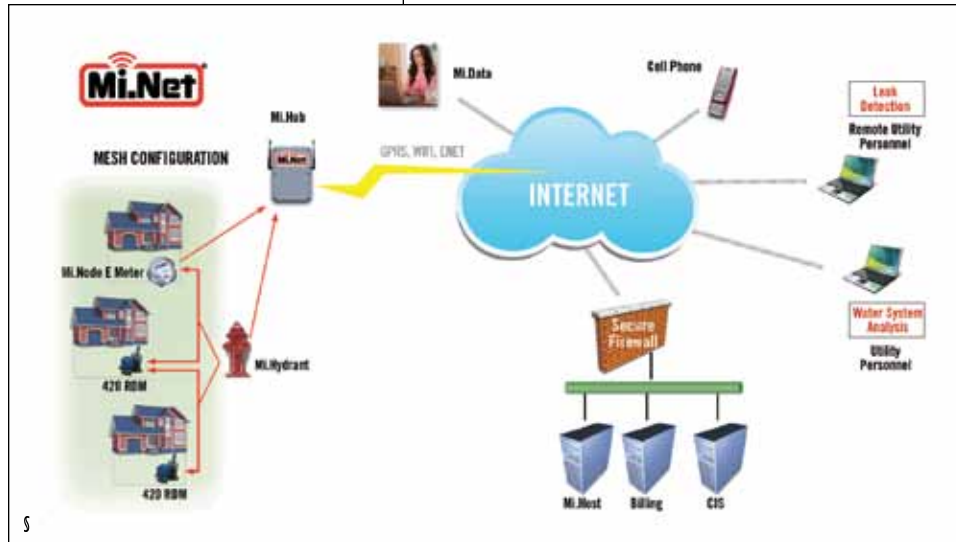 Mi.Net
MESH CONFIGURATION
Mi.Hub
Mi.Data
Cell Phone
GPRS, WIFI, ENET
INTERNET
Leak
Detection
Remote Utility
Personnel
Mi.Node E Meter
420 RDM
Mi.Hydrant
420 RDM
Mi.Net
Secure
Firewall
Water System
Analysis
Utility
Personnel
Mi.Host
Billing
CIS